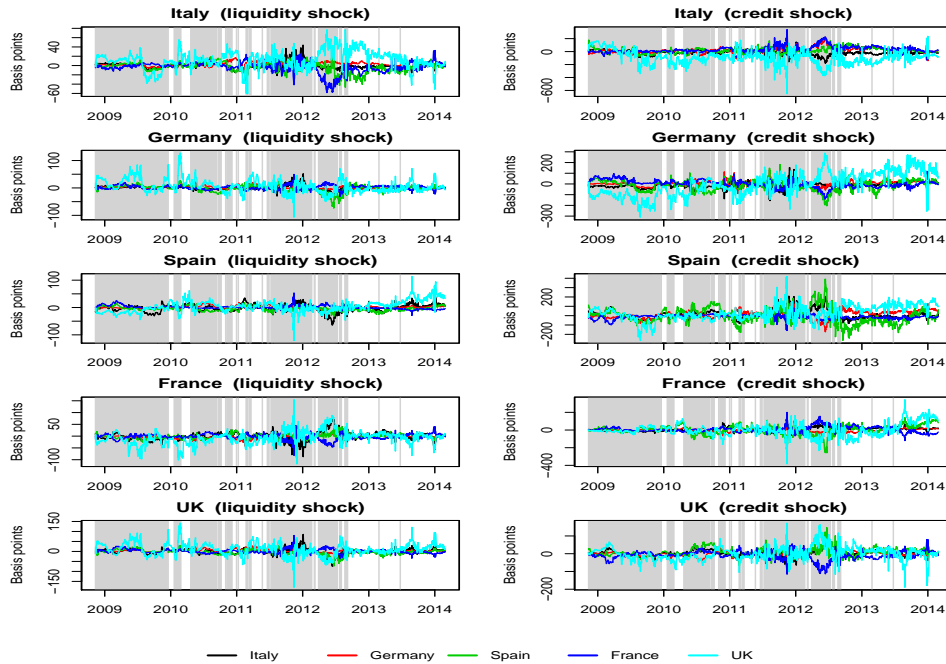 Italy (liquidity shock)
Basis points
40
0
−60
2009 2010 2011 2012 2013 2014
Italy (credit shock)
Basis points
0
−600
2009 2010 2011 2012 2013 2014
Germany (liquidity shock)
Basis points
100
0
−100
2009 2010 2011 2012 2013 2014
Germany (credit shock)
Basis points
200
0
−300
2009 2010 2011 2012 2013 2014
Spain (liquidity shock)
Basis points
100
0
−100
2009 2010 2011 2012 2013 2014
Spain (credit shock)
Basis points
200
−200
2009 2010 2011 2012 2013 2014
France (liquidity shock)
Basis points
50
−100
2009 2010 2011 2012 2013 2014
France (credit shock)
Basis points
0
−400
2009 2010 2011 2012 2013 2014
UK (liquidity shock)
Basis points
150
0
−150
2009 2010 2011 2012 2013 2014
UK (credit shock)
Basis points
0
−200
2009 2010 2011 2012 2013 2014
Italy Germany Spain France UK